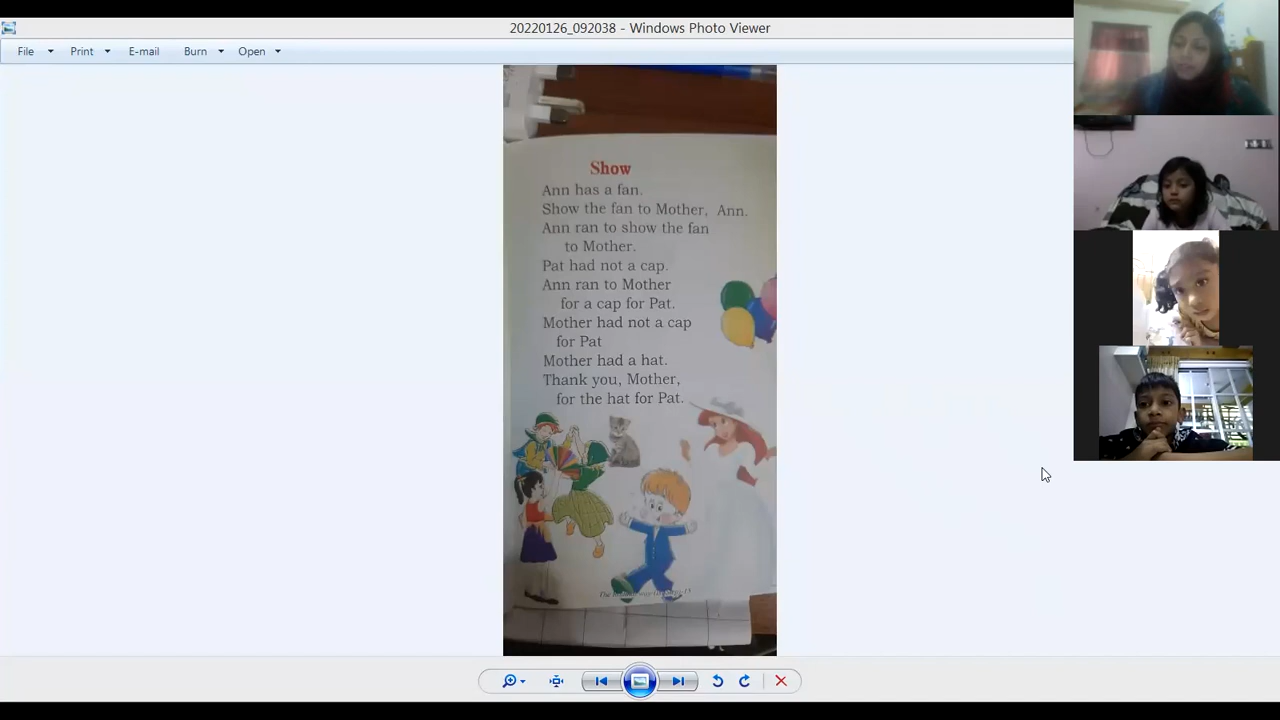 20220126_092038 - Windows Photo Viewer
File Print E-mail Burn Open
Show
Ann has a fan.
Show the fan to Mother, Ann.
Ann ran to show the fan
to Mother.
Pat had not a cap.
Ann ran to Mother
for a cap for Pat.
Mother had not a cap
for Pat
Mother had a hat.
Thank you, Mother,
for the hat for Pat.